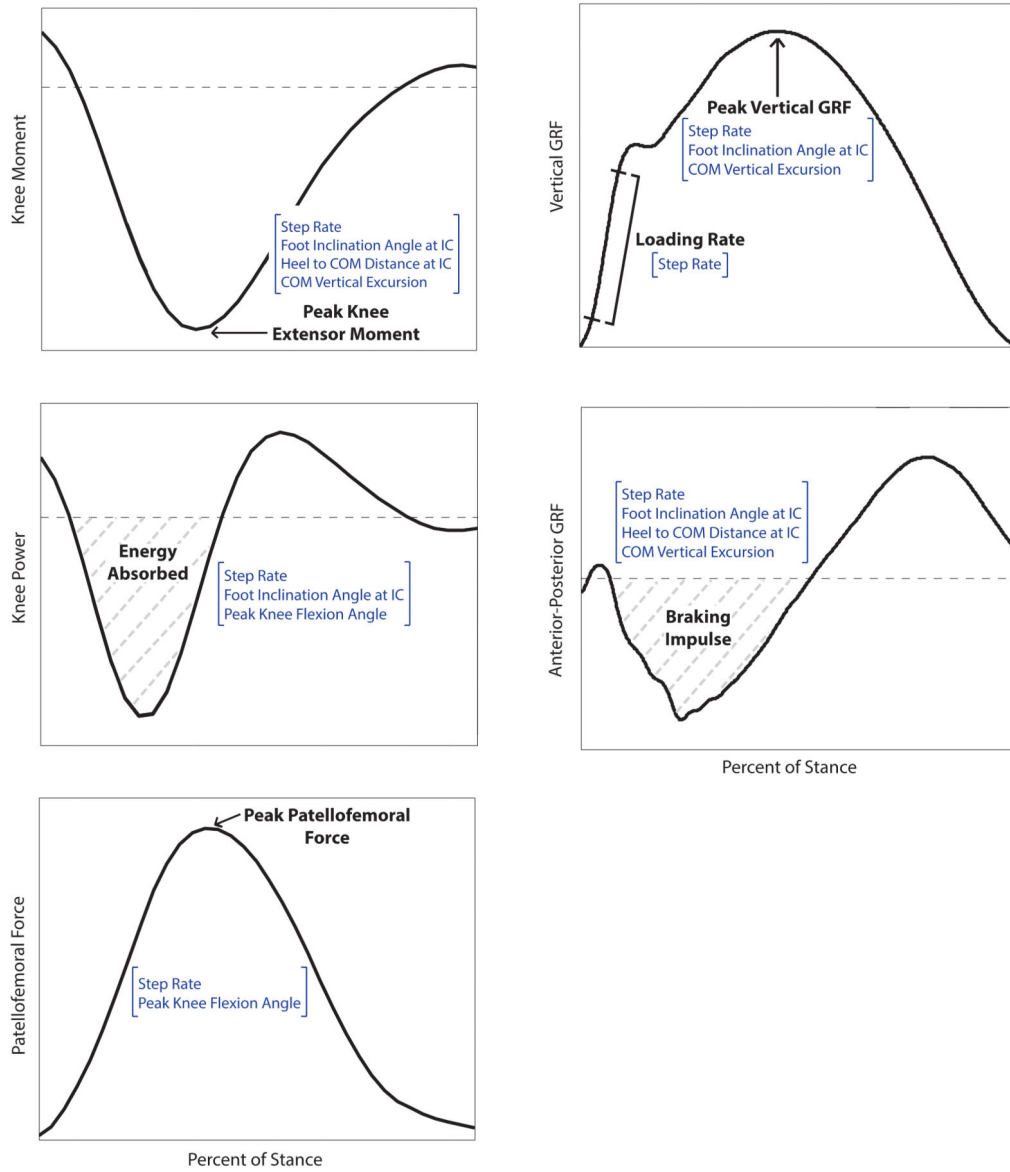 Knee Moment
Step Rate
Foot Inclination Angle at IC
Heel to COM Distance at IC
COM Vertical Excursion
Peak Knee
Extensor Moment
Vertical GRF
Peak Vertical GRF
Step Rate
Foot Inclination Angle at IC
COM Vertical Excursion
Loading Rate
Step Rate
Knee Power
Energy
Absorbed
Step Rate
Foot Inclination Angle at IC
Peak Knee Flexion Angle
Anterior-Posterior GRF
Step Rate
Foot Inclination Angle at IC
Heel to COM Distance at IC
COM Vertical Excursion
Braking
Impulse
Percent of Stance
Patellofemoral Force
Peak Patellofemoral
Force
Step Rate
Peak Knee Flexion Angle
Percent of Stance